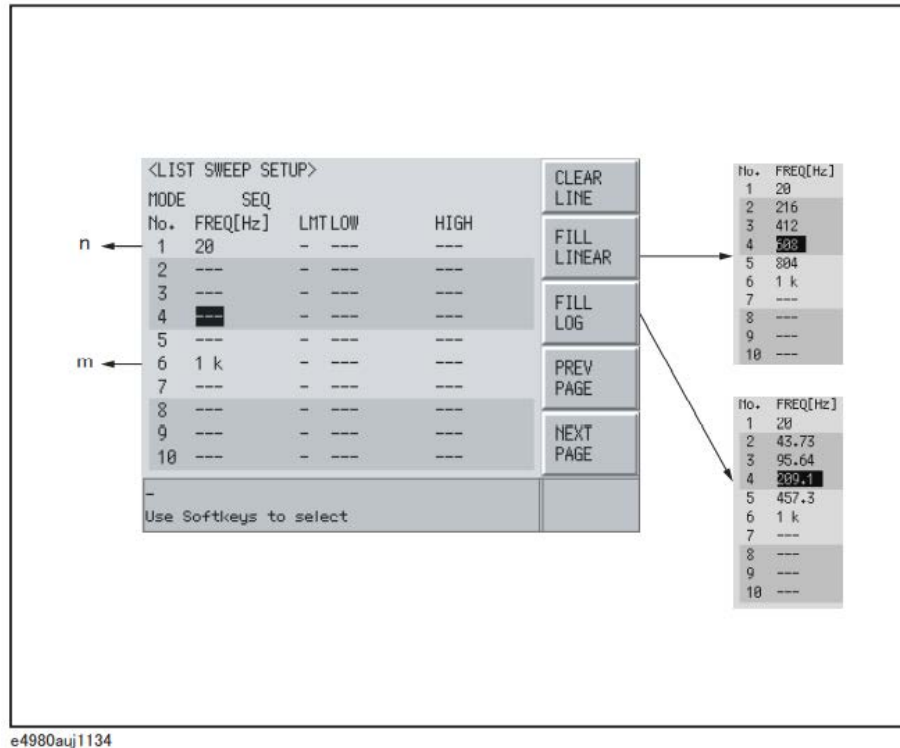 <LIST SWEEP SETUP>
MODE SEQ
No. FREQ[Hz] LMT LOW HIGH
n 1 20 - --- ---
2 --- - --- ---
3 --- - --- ---
4 --- - --- ---
5 --- - --- ---
m 6 1 k - --- ---
7 --- - --- ---
8 --- - --- ---
9 --- - --- ---
10 --- - --- ---
-
Use Softkeys to select
CLEAR
LINE
FILL
LINEAR
FILL
LOG
PREV
PAGE
NEXT
PAGE
No. FREQ[Hz]
1 20
2 216
3 412
4 608
5 804
6 1 k
7 ---
8 ---
9 ---
10 ---
No. FREQ[Hz]
1 20
2 43.73
3 95.64
4 209.1
5 457.3
6 1 k
7 ---
8 ---
9 ---
10 ---
e4980auj1134